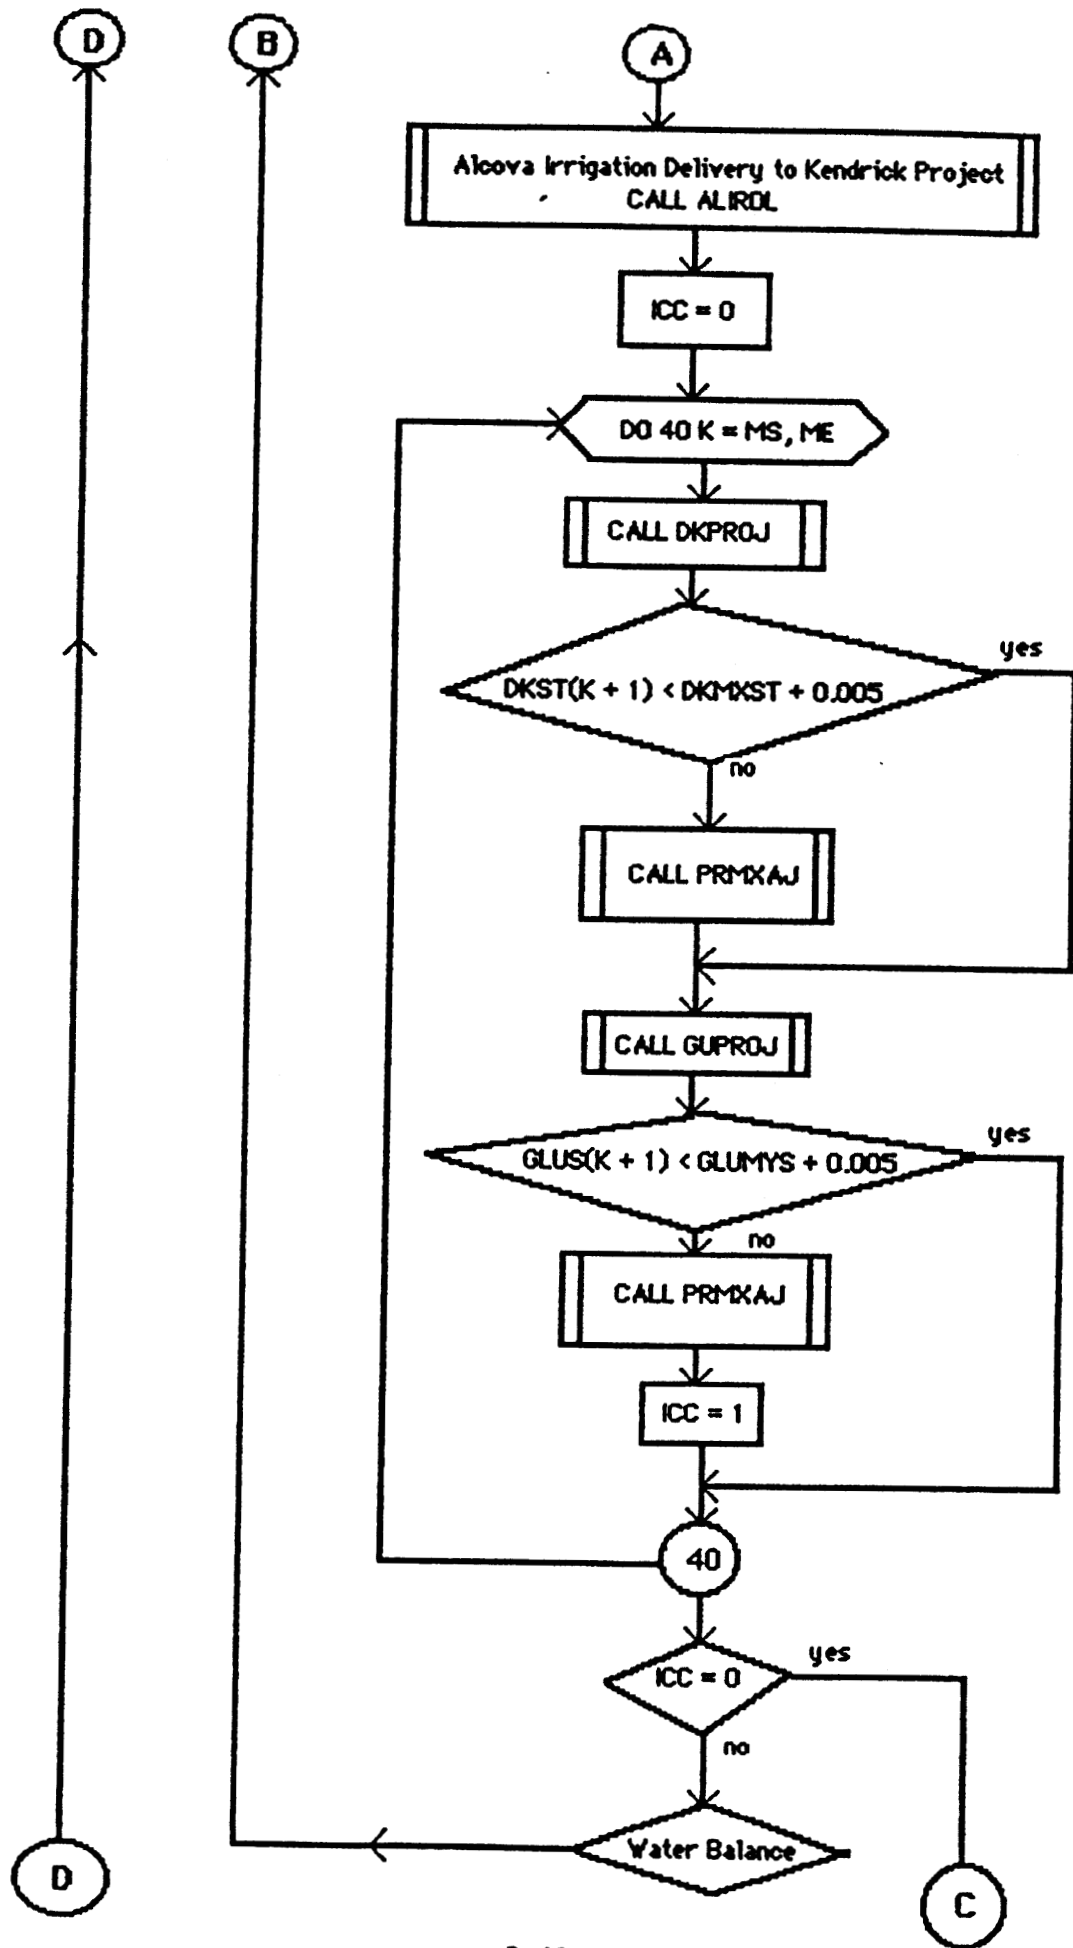 D
B
A
Alcova Irrigation Delivery to Kendrick Project
CALL ALIRDL
ICC = 0
DO 40 K = MS, ME
CALL DKPROJ
DKST(K + 1) < DKMXST + 0.005
yes
no
CALL PRMXAJ
CALL GUPROJ
GLUS(K + 1) < GLUMYS + 0.005
yes
no
CALL PRMXAJ
ICC = 1
40
ICC = 0
yes
no
Water Balance
D
C